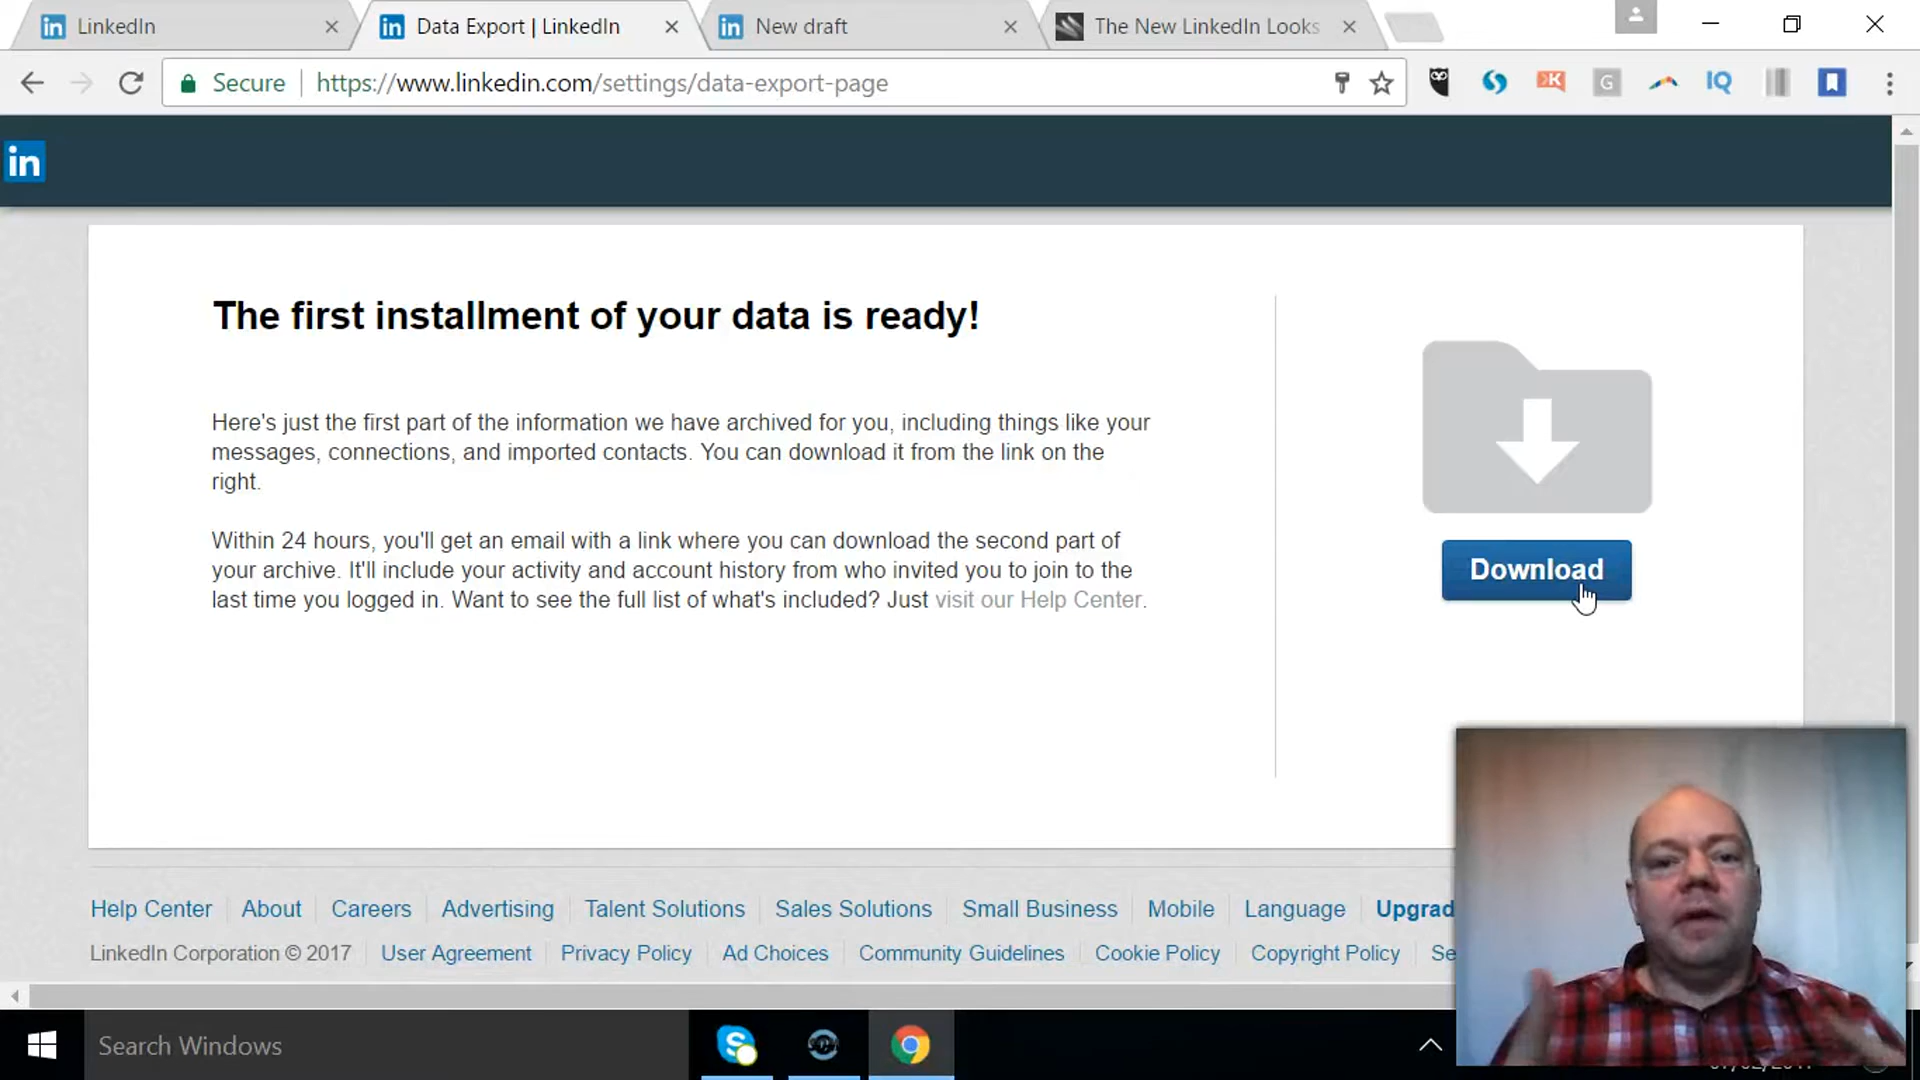 LinkedIn
Data Export | LinkedIn
New draft
The New LinkedIn Looks
Secure
https://www.linkedin.com/settings/data-export-page
K
G
IQ
in
The first installment of your data is ready!
Here's just the first part of the information we have archived for you, including things like your
messages, connections, and imported contacts. You can download it from the link on the
right.
Within 24 hours, you'll get an email with a link where you can download the second part of
your archive. It'll include your activity and account history from who invited you to join to the
last time you logged in. Want to see the full list of what's included? Just visit our Help Center.
Download
Help Center About Careers Advertising Talent Solutions Sales Solutions Small Business Mobile Language Upgrad
LinkedIn Corporation © 2017 User Agreement Privacy Policy Ad Choices Community Guidelines Cookie Policy Copyright Policy Se
Search Windows